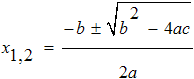 x₁,₂ = (-b ± √(b² - 4ac)) / 2a